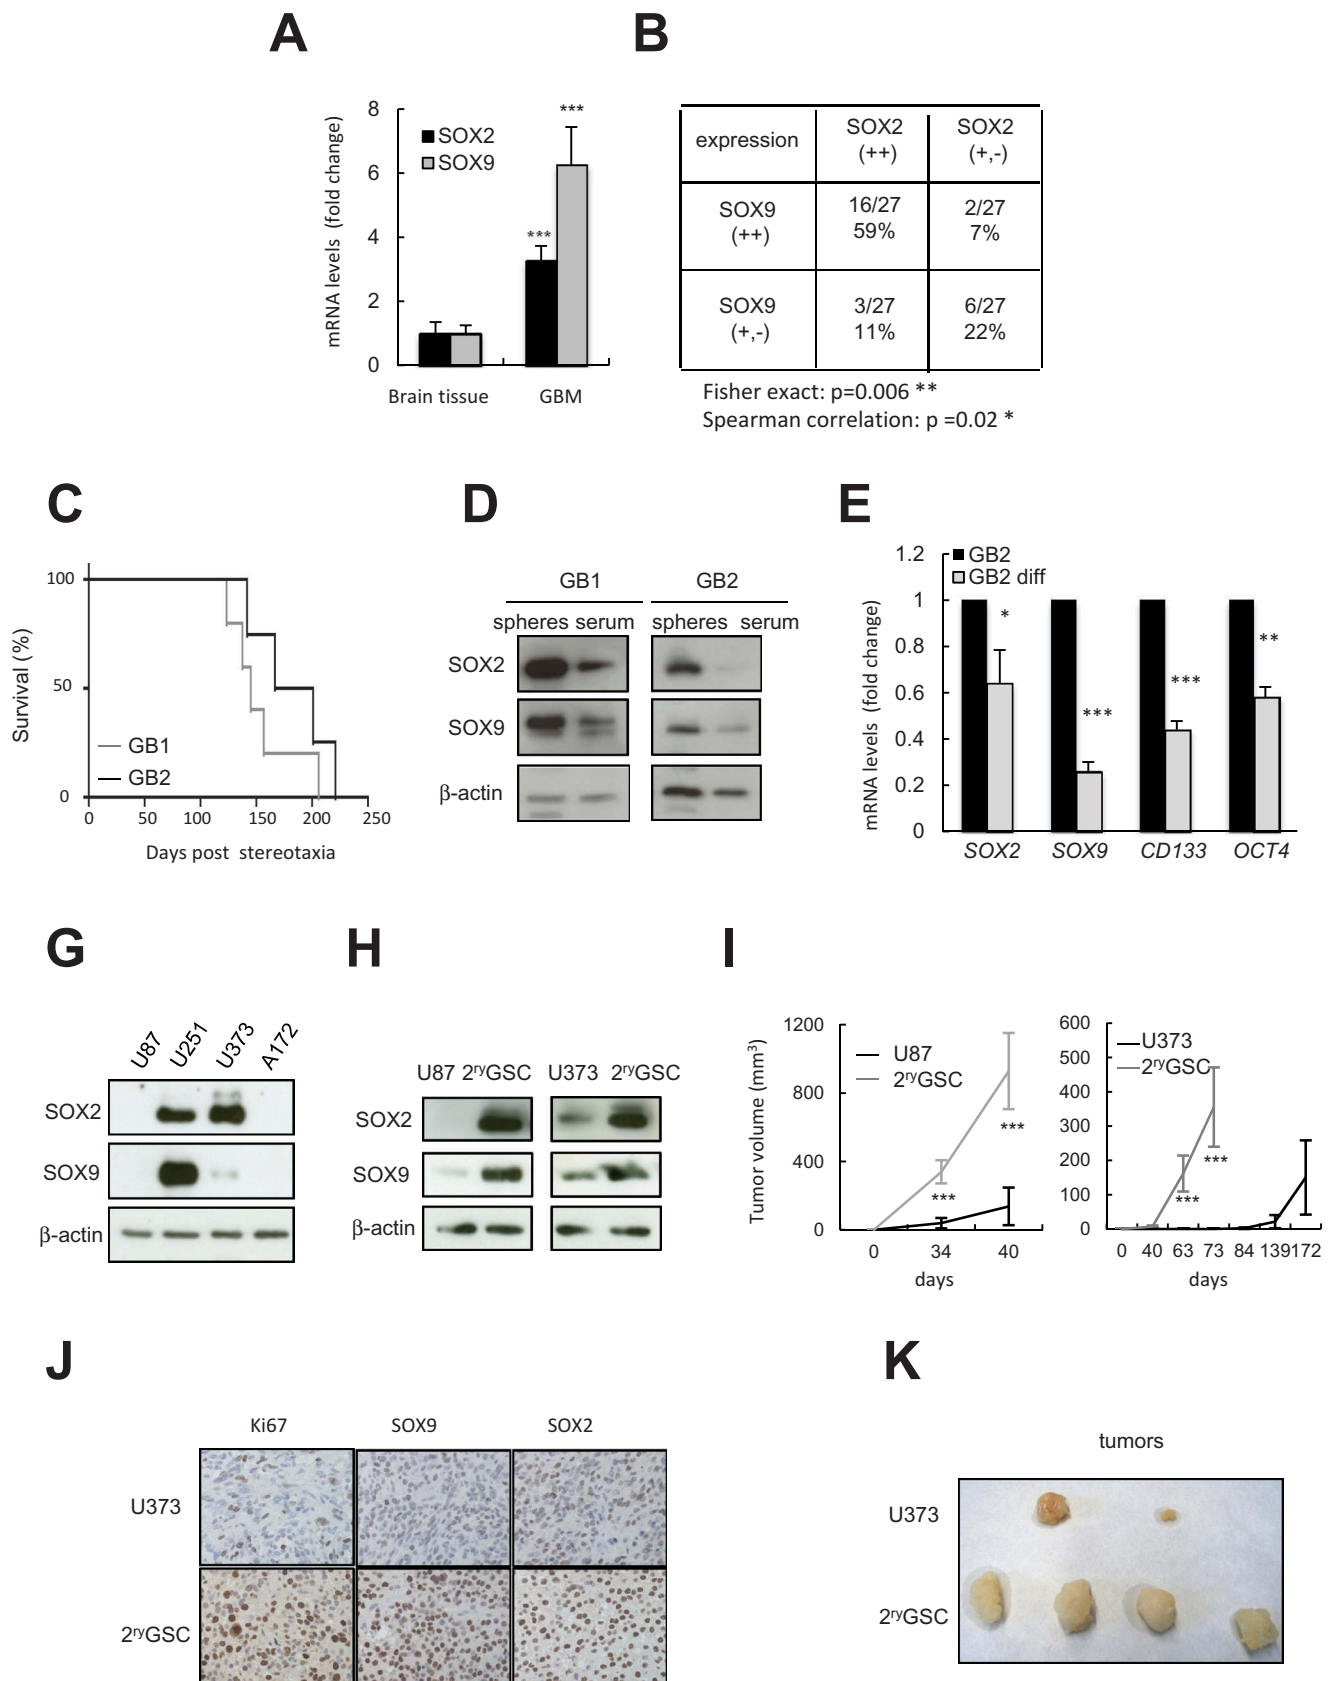 A
B
8
6
4
2
0
mRNA levels (fold change)
SOX2
SOX9
***
***
Brain tissue
GBM
expression
SOX2
(++)
SOX2
(+,-)
SOX9
(++)
16/27
59%
2/27
7%
SOX9
(+,-)
3/27
11%
6/27
22%
Fisher exact: p=0.006 **
Spearman correlation: p =0.02 *
C
D
E
100
50
0
Survival (%)
GB1
GB2
0 50 100 150 200 250
Days post stereotaxia
GB1
GB2
spheres serum
spheres serum
SOX2
SOX9
β-actin
1.2
1
0.8
0.6
0.4
0.2
0
mRNA levels (fold change)
GB2
GB2 diff
*
***
***
**
SOX2 SOX9 CD133 OCT4
G
H
I
U87 U251 U373 A172
SOX2
SOX9
β-actin
U87 2ryGSC
U373 2ryGSC
SOX2
SOX9
β-actin
Tumor volume (mm³)
1200
800
400
0
U87
2ryGSC
***
***
0 34 40
days
600
500
400
300
200
100
0
U373
2ryGSC
***
***
0 40 63 73 84 139 172
days
J
K
Ki67
SOX9
SOX2
U373
2ryGSC
tumors
U373
2ryGSC